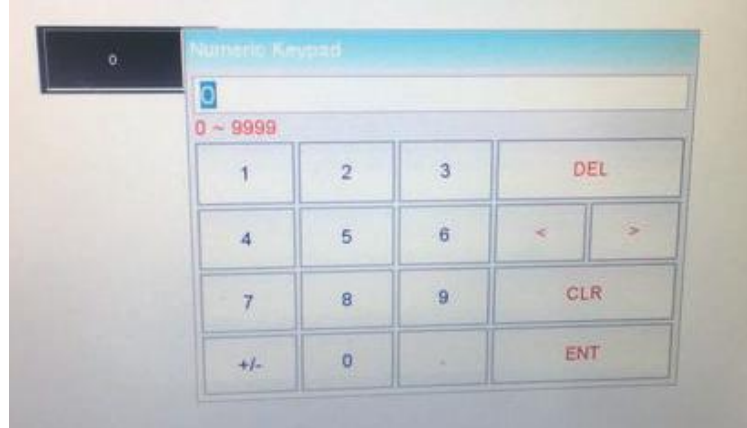 0
Numeric Keypad
0
0 ~ 9999
1 2 3 DEL
4 5 6 < >
7 8 9 CLR
+/- 0 . ENT